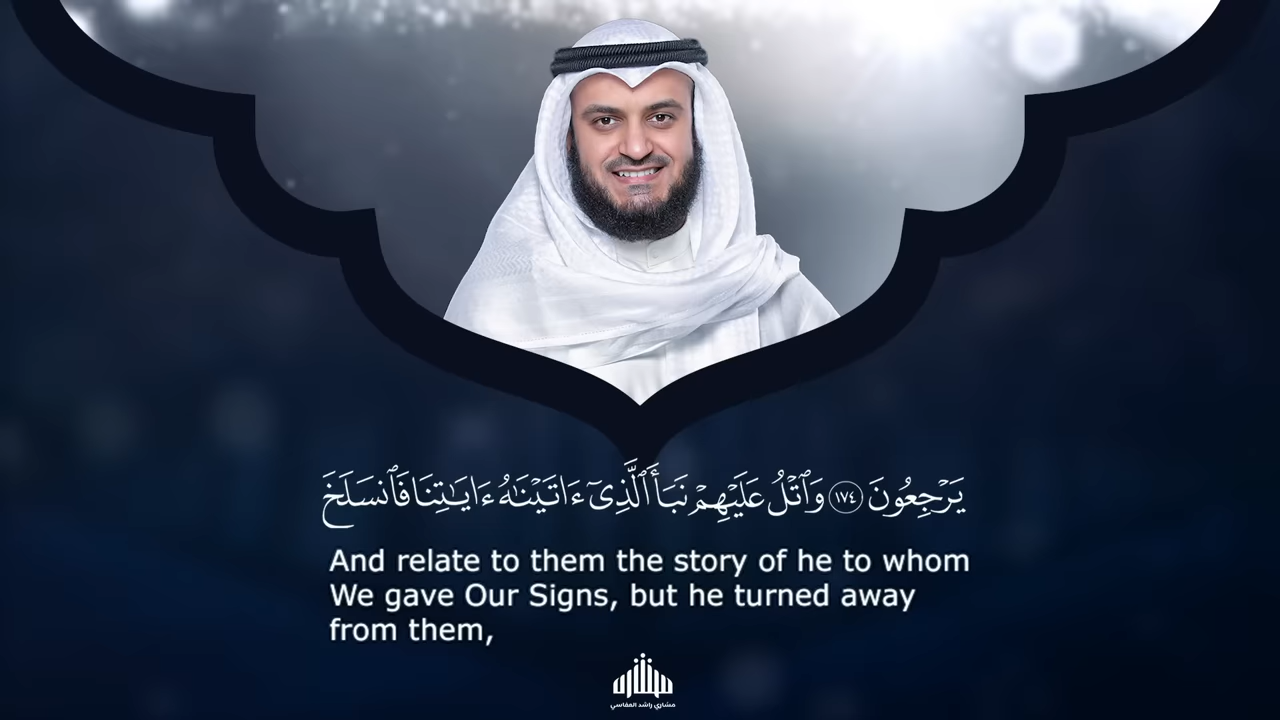 يَرْجِعُونَ ١٧٤ وَٱتْلُ عَلَيْهِمْ نَبَأَ ٱلَّذِىٓ ءَاتَيْنَٰهُ ءَايَٰتِنَا فَٱنسَلَخَ
And relate to them the story of he to whom
We gave Our Signs, but he turned away
from them,
مشاري راشد العفاسي